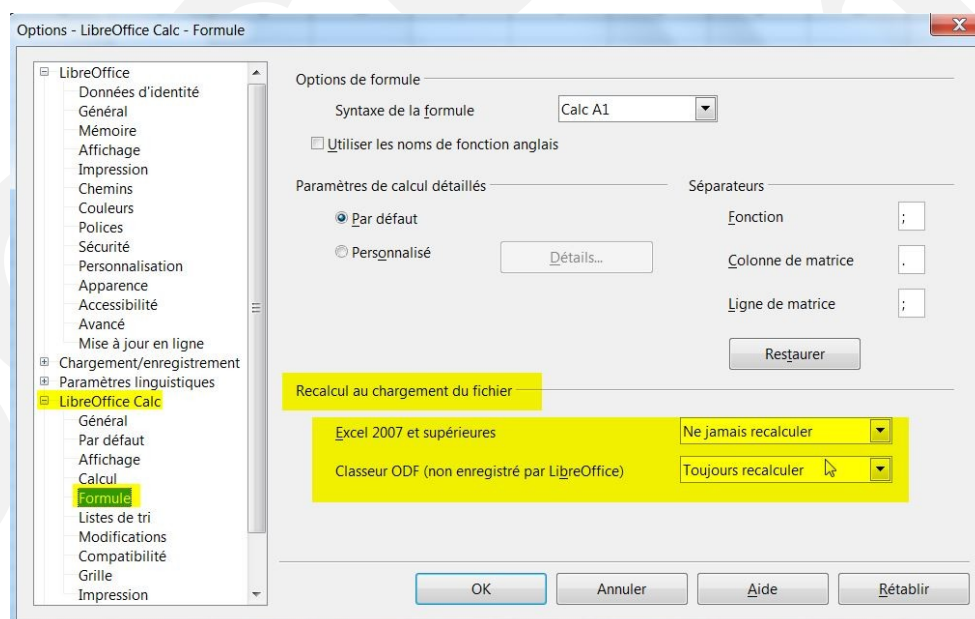 Options - LibreOffice Calc - Formule
LibreOffice
Données d'identité
Général
Mémoire
Affichage
Impression
Chemins
Couleurs
Polices
Sécurité
Personnalisation
Apparence
Accessibilité
Avancé
Mise à jour en ligne
Chargement/enregistrement
Paramètres linguistiques
LibreOffice Calc
Général
Par défaut
Affichage
Calcul
Formule
Listes de tri
Modifications
Compatibilité
Grille
Impression
Options de formule
Syntaxe de la formule Calc A1
Utiliser les noms de fonction anglais
Paramètres de calcul détaillés
Par défaut
Personnalisé Détails...
Séparateurs
Fonction ;
Colonne de matrice .
Ligne de matrice ;
Restaurer
Recalcul au chargement du fichier
Excel 2007 et supérieures Ne jamais recalculer
Classeur ODF (non enregistré par LibreOffice) Toujours recalculer
OK Annuler Aide Rétablir